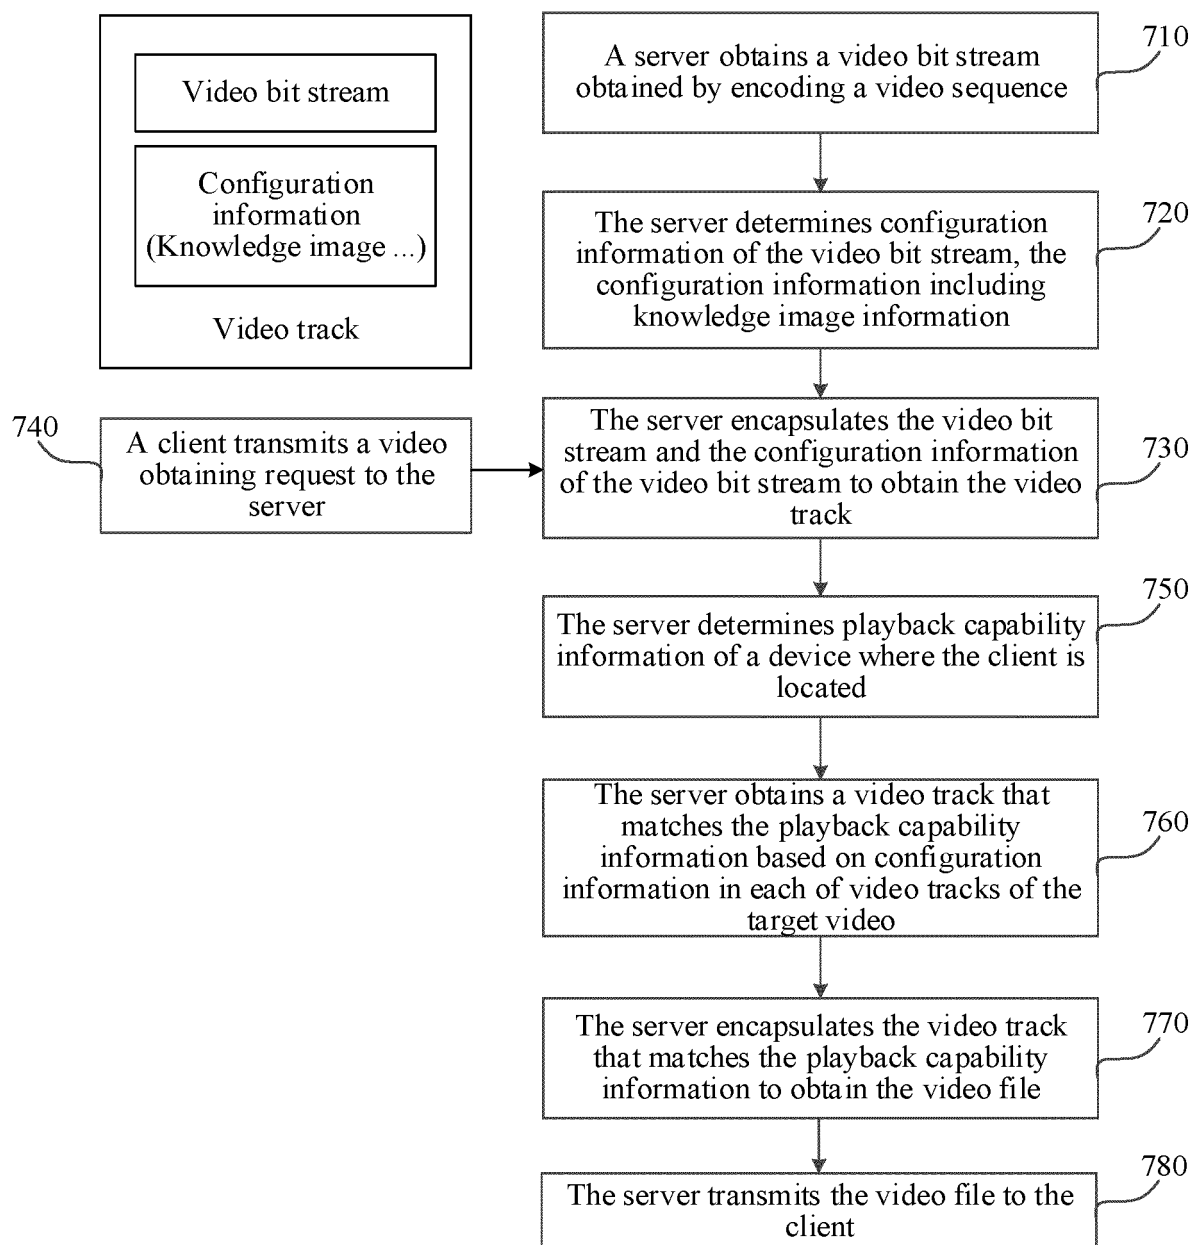 Video bit stream
Configuration
information
(Knowledge image ...)
Video track
710
A server obtains a video bit stream
obtained by encoding a video sequence
720
The server determines configuration
information of the video bit stream, the
configuration information including
knowledge image information
740
A client transmits a video
obtaining request to the
server
730
The server encapsulates the video bit
stream and the configuration information
of the video bit stream to obtain the video
track
750
The server determines playback capability
information of a device where the client is
located
760
The server obtains a video track that
matches the playback capability
information based on configuration
information in each of video tracks of the
target video
770
The server encapsulates the video track
that matches the playback capability
information to obtain the video file
780
The server transmits the video file to the
client